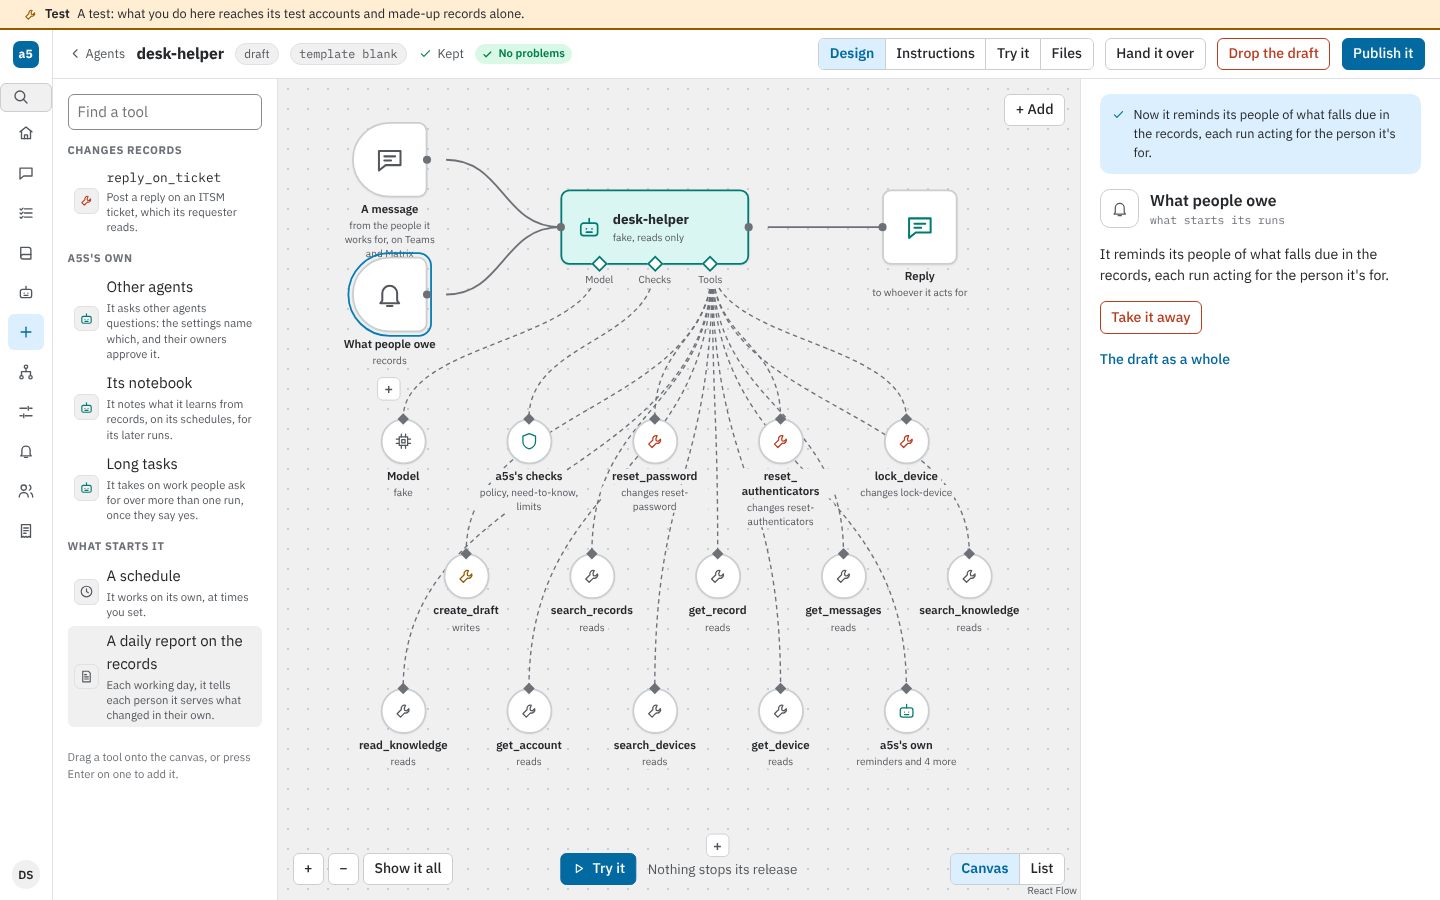 Test A test: what you do here reaches its test accounts and made-up records alone.
a5
Agents
desk-helper
draft
template blank
Kept
No problems
Design
Instructions
Try it
Files
Hand it over
Drop the draft
Publish it
Find a tool
CHANGES RECORDS
reply_on_ticket
Post a reply on an ITSM
ticket, which its requester
reads.
A5S'S OWN
Other agents
It asks other agents
questions: the settings name
which, and their owners
approve it.
Its notebook
It notes what it learns from
records, on its schedules, for
its later runs.
Long tasks
It takes on work people ask
for over more than one run,
once they say yes.
WHAT STARTS IT
A schedule
It works on its own, at times
you set.
A daily report on the
records
Each working day, it tells
each person it serves what
changed in their own.
Drag a tool onto the canvas, or press
Enter on one to add it.
DS
+ Add
A message
from the people it
works for, on Teams
and Matrix
What people owe
records
+
desk-helper
fake, reads only
Model
Checks
Tools
Reply
to whoever it acts for
Model
fake
a5s's checks
policy, need-to-know,
limits
reset_password
changes reset-
password
reset_
authenticators
changes reset-
authenticators
lock_device
changes lock-device
create_draft
writes
search_records
reads
get_record
reads
get_messages
reads
search_knowledge
reads
read_knowledge
reads
get_account
reads
search_devices
reads
get_device
reads
a5s's own
reminders and 4 more
+
+
−
Show it all
Try it
Nothing stops its release
Canvas
List
React Flow
Now it reminds its people of what falls due in
the records, each run acting for the person it's
for.
What people owe
what starts its runs
It reminds its people of what falls due in the
records, each run acting for the person it's for.
Take it away
The draft as a whole